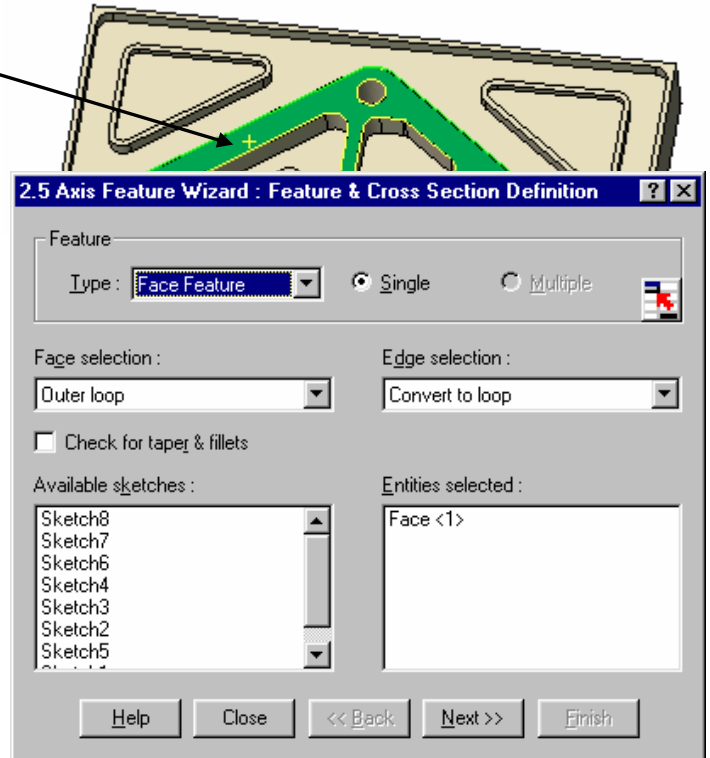 2.5 Axis Feature Wizard : Feature & Cross Section Definition ? ×
Feature
Type : Face Feature Single Multiple
Face selection : Edge selection :
Outer loop Convert to loop
Check for taper & fillets
Available sketches : Entities selected :
Sketch8 Face <1>
Sketch7
Sketch6
Sketch4
Sketch3
Sketch2
Sketch5
Help Close << Back Next >> Finish